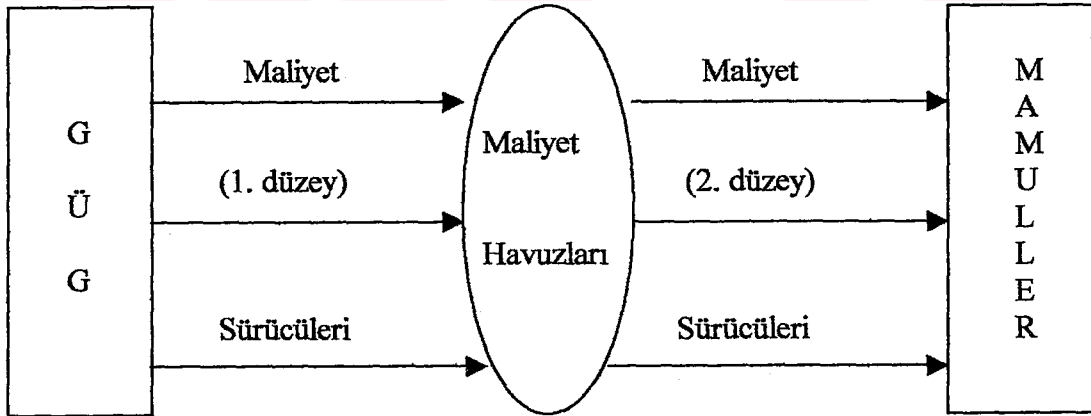 G
Ü
G
Maliyet
(1. düzey)
Sürücüleri
Maliyet
Havuzları
Maliyet
(2. düzey)
Sürücüleri
M
A
M
U
L
L
E
R